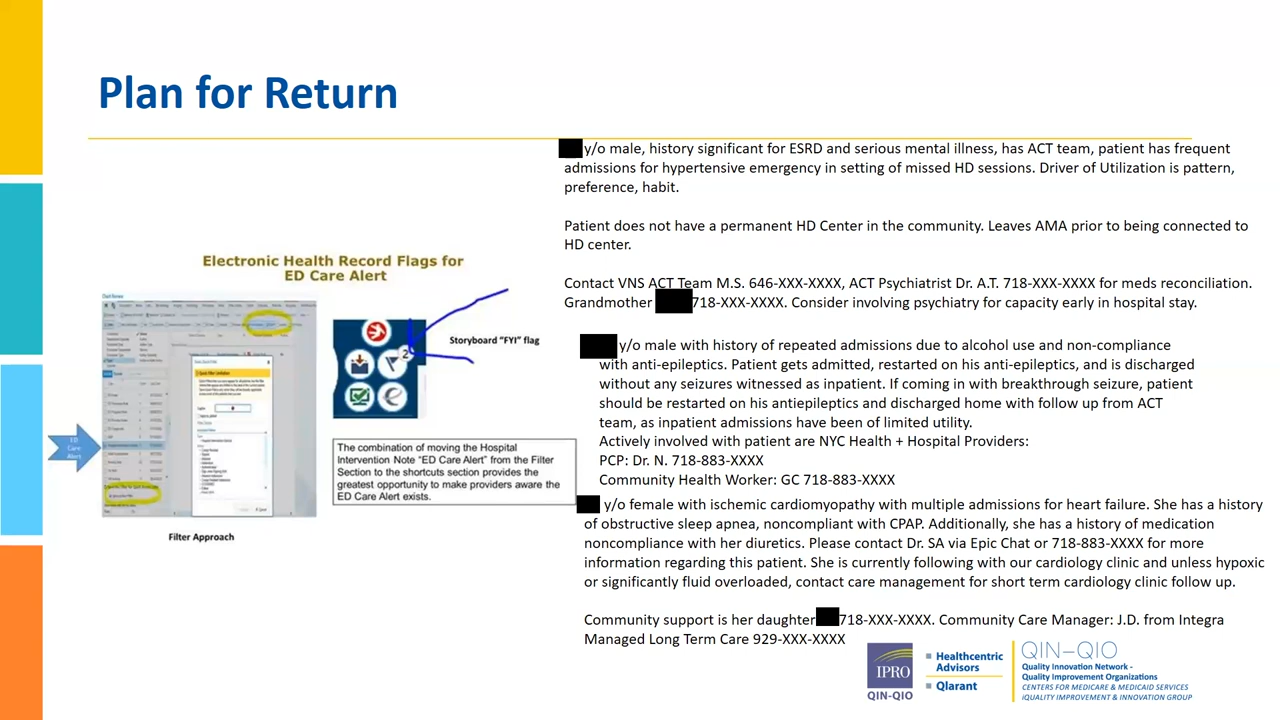 Plan for Return
Electronic Health Record Flags for
ED Care Alert
Storyboard "FYI" flag
2
ED
Care
Alert
The combination of moving the Hospital
Intervention Note "ED Care Alert" from the Filter
Section to the shortcuts section provides the
greatest opportunity to make providers aware the
ED Care Alert exists.
Filter Approach
y/o male, history significant for ESRD and serious mental illness, has ACT team, patient has frequent
admissions for hypertensive emergency in setting of missed HD sessions. Driver of Utilization is pattern,
preference, habit.
Patient does not have a permanent HD Center in the community. Leaves AMA prior to being connected to
HD center.
Contact VNS ACT Team M.S. 646-XXX-XXXX, ACT Psychiatrist Dr. A.T. 718-XXX-XXXX for meds reconciliation.
Grandmother 718-XXX-XXXX. Consider involving psychiatry for capacity early in hospital stay.
y/o male with history of repeated admissions due to alcohol use and non-compliance
with anti-epileptics. Patient gets admitted, restarted on his anti-epileptics, and is discharged
without any seizures witnessed as inpatient. If coming in with breakthrough seizure, patient
should be restarted on his antiepileptics and discharged home with follow up from ACT
team, as inpatient admissions have been of limited utility.
Actively involved with patient are NYC Health + Hospital Providers:
PCP: Dr. N. 718-883-XXXX
Community Health Worker: GC 718-883-XXXX
y/o female with ischemic cardiomyopathy with multiple admissions for heart failure. She has a history
of obstructive sleep apnea, noncompliant with CPAP. Additionally, she has a history of medication
noncompliance with her diuretics. Please contact Dr. SA via Epic Chat or 718-883-XXXX for more
information regarding this patient. She is currently following with our cardiology clinic and unless hypoxic
or significantly fluid overloaded, contact care management for short term cardiology clinic follow up.
Community support is her daughter 718-XXX-XXXX. Community Care Manager: J.D. from Integra
Managed Long Term Care 929-XXX-XXXX
IPRO
QIN-QIO
Healthcentric
Advisors
Qlarant
QIN–QIO
Quality Innovation Network -
Quality Improvement Organizations
CENTERS FOR MEDICARE & MEDICAID SERVICES
iQUALITY IMPROVEMENT & INNOVATION GROUP